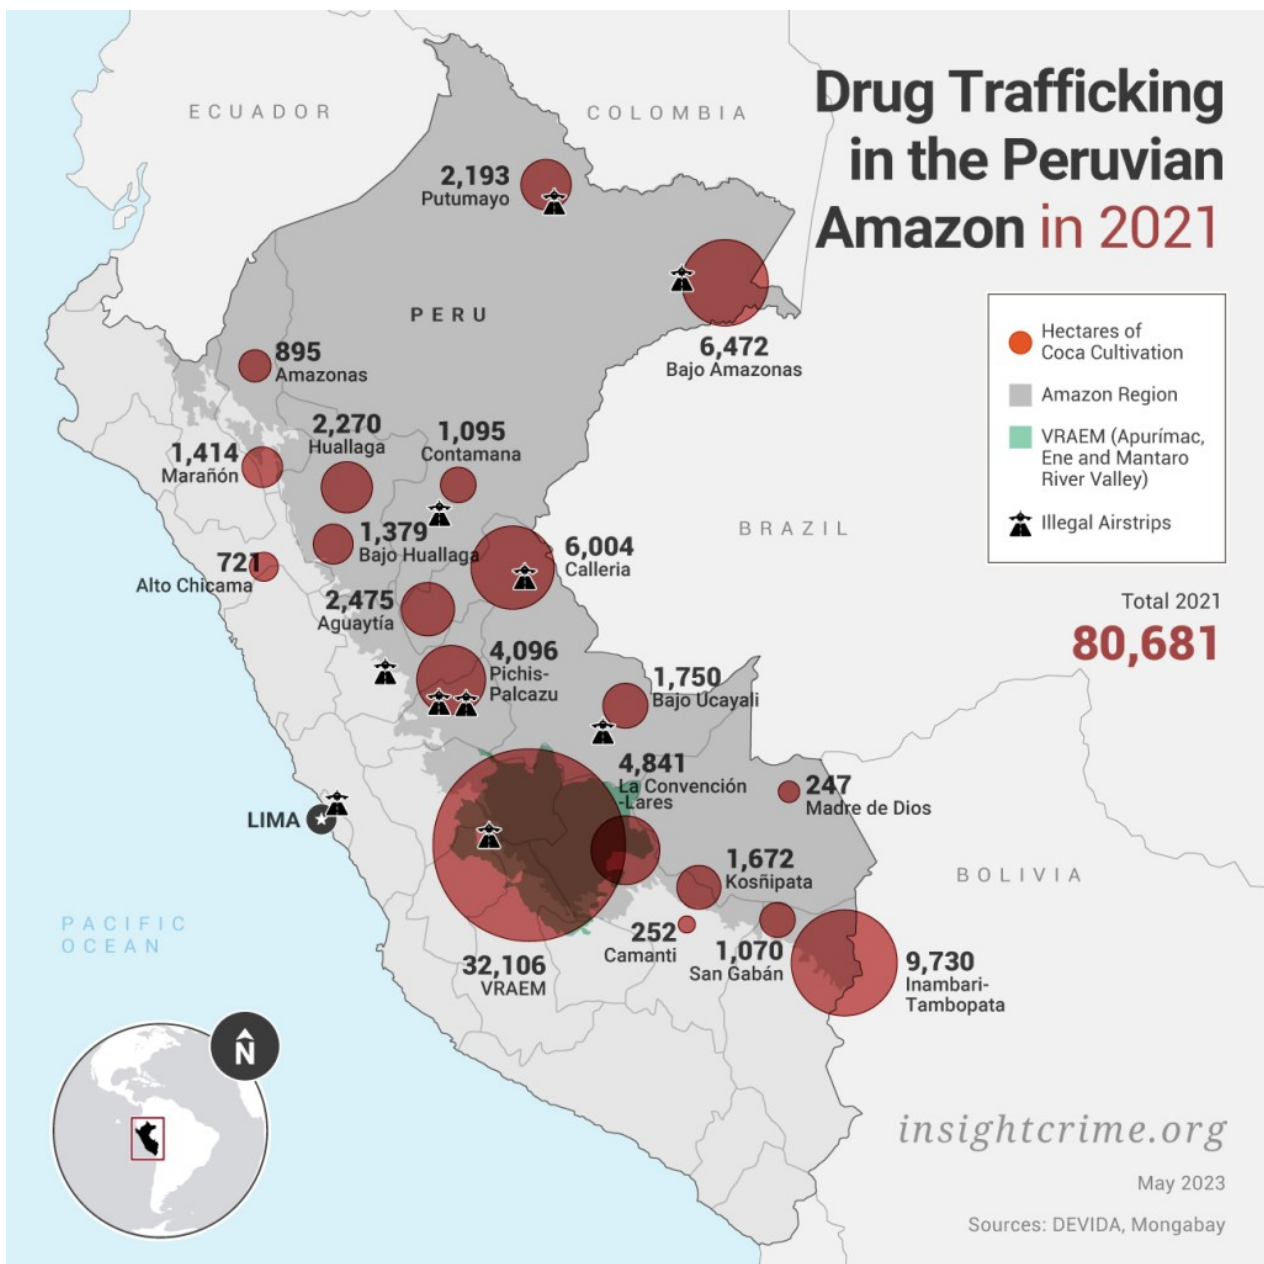 Drug Trafficking
in the Peruvian
Amazon in 2021
ECUADOR
COLOMBIA
2,193
Putumayo
PERU
6,472
Bajo Amazonas
Hectares of
Coca Cultivation
Amazon Region
VRAEM (Apurímac,
Ene and Mantaro
River Valley)
Illegal Airstrips
895
Amazonas
2,270
Huallaga
1,095
Contamana
1,414
Marañón
1,379
Bajo Huallaga
BRAZIL
6,004
Calleria
721
Alto Chicama
2,475
Aguaytía
Total 2021
80,681
4,096
Pichis-
Palcazu
1,750
Bajo Ucayali
4,841
La Convención
-Lares
247
Madre de Dios
LIMA
1,672
Kosñipata
BOLIVIA
PACIFIC
OCEAN
252
Camanti
1,070
San Gabán
32,106
VRAEM
9,730
Inambari-
Tambopata
N
insightcrime.org
May 2023
Sources: DEVIDA, Mongabay